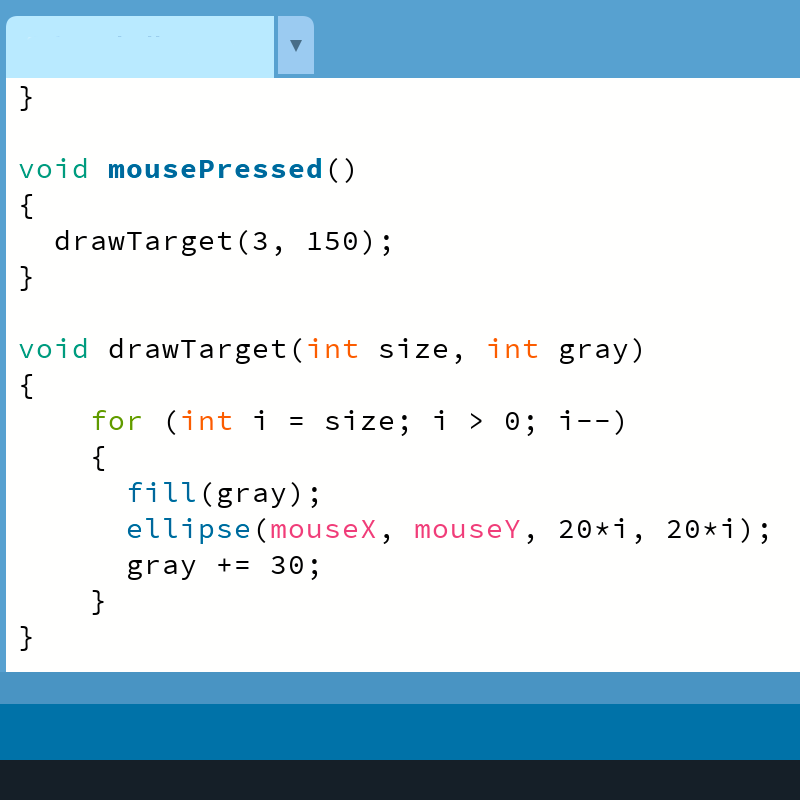 }
void mousePressed()
{
  drawTarget(3, 150);
}
void drawTarget(int size, int gray)
{
    for (int i = size; i > 0; i--)
    {
      fill(gray);
      ellipse(mouseX, mouseY, 20*i, 20*i);
      gray += 30;
    }
}